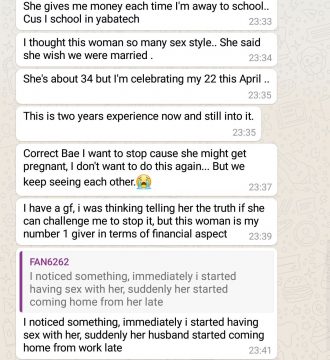 She gives me money each time I'm away to school..
Cus I school in yabatech
23:33
I thought this woman so many sex style.. She said
she wish we were married .
23:34
She's about 34 but I'm celebrating my 22 this April ..
23:35
This is two years experience now and still into it.
23:35
Correct Bae I want to stop cause she might get
pregnant, I don't want to do this again... But we
keep seeing each other.😭
23:37
I have a gf, i was thinking telling her the truth if she
can challenge me to stop it, but this woman is my
number 1 giver in terms of financial aspect
23:39
FAN6262
I noticed something, immediately i started
having sex with her, suddenly her started
coming home from her late
I noticed something, immediately i started having
sex with her, suddenly her husband started coming
home from work late
23:41